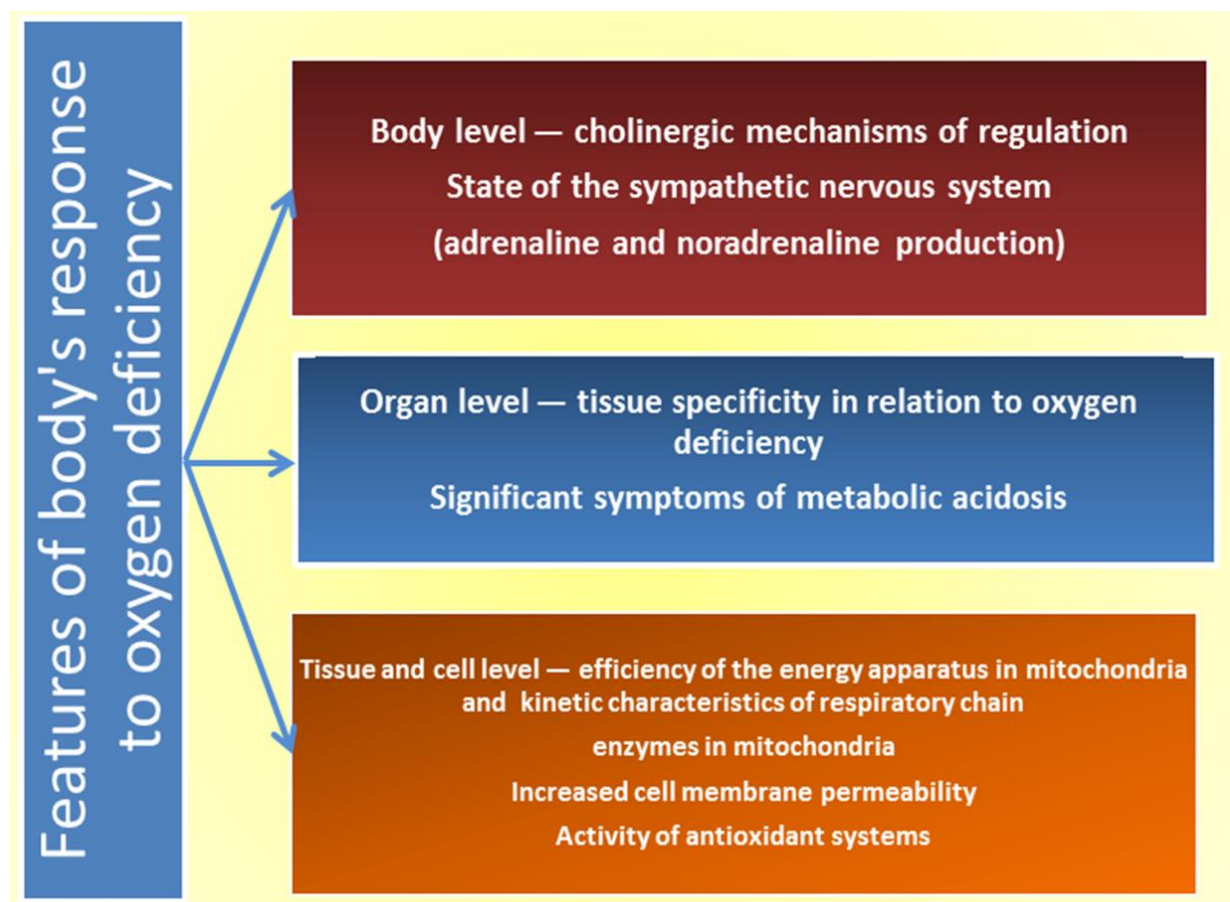 Features of body's response
to oxygen deficiency
Body level — cholinergic mechanisms of regulation
State of the sympathetic nervous system
(adrenaline and noradrenaline production)
Organ level — tissue specificity in relation to oxygen
deficiency
Significant symptoms of metabolic acidosis
Tissue and cell level — efficiency of the energy apparatus in mitochondria
and kinetic characteristics of respiratory chain
enzymes in mitochondria
Increased cell membrane permeability
Activity of antioxidant systems